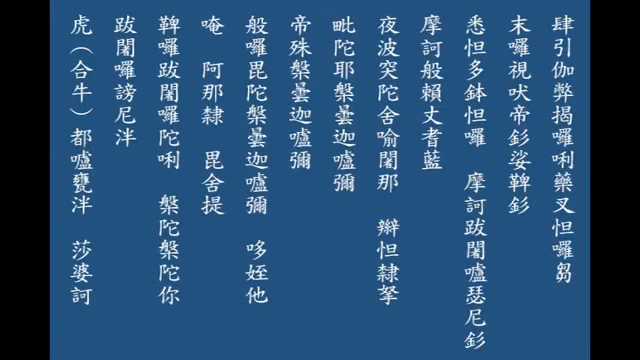 肆引伽弊揭囉唎藥叉怛囉芻
末囉視吠帝釤娑鞞釤
悉怛多鉢怛囉　摩訶跋闍嚧瑟尼釤
摩訶般賴丈耆藍
夜波突陀舍喻闍那　辮怛隸拏
毗陀耶槃曇迦嚧彌
帝殊槃曇迦嚧彌
般囉毘陀槃曇迦嚧彌　哆姪他
唵　阿那隸　毘舍提
鞞囉跋闍囉陀唎　槃陀槃陀你
跋闍囉謗尼泮
虎（合牛）都嚧甕泮　莎婆訶